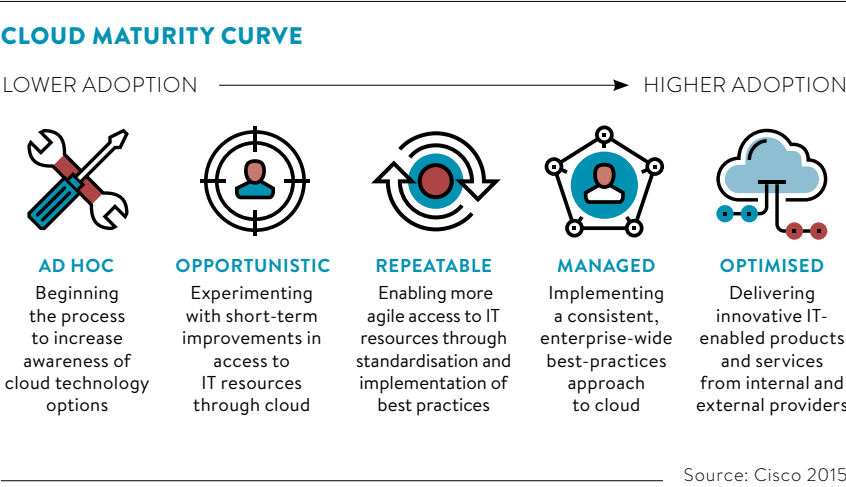 CLOUD MATURITY CURVE
LOWER ADOPTION
HIGHER ADOPTION
AD HOC
Beginning
the process
to increase
awareness of
cloud technology
options
OPPORTUNISTIC
Experimenting
with short-term
improvements in
access to
IT resources
through cloud
REPEATABLE
Enabling more
agile access to IT
resources through
standardisation and
implementation of
best practices
MANAGED
Implementing
a consistent,
enterprise-wide
best-practices
approach
to cloud
OPTIMISED
Delivering
innovative IT-
enabled products
and services
from internal and
external providers
Source: Cisco 2015